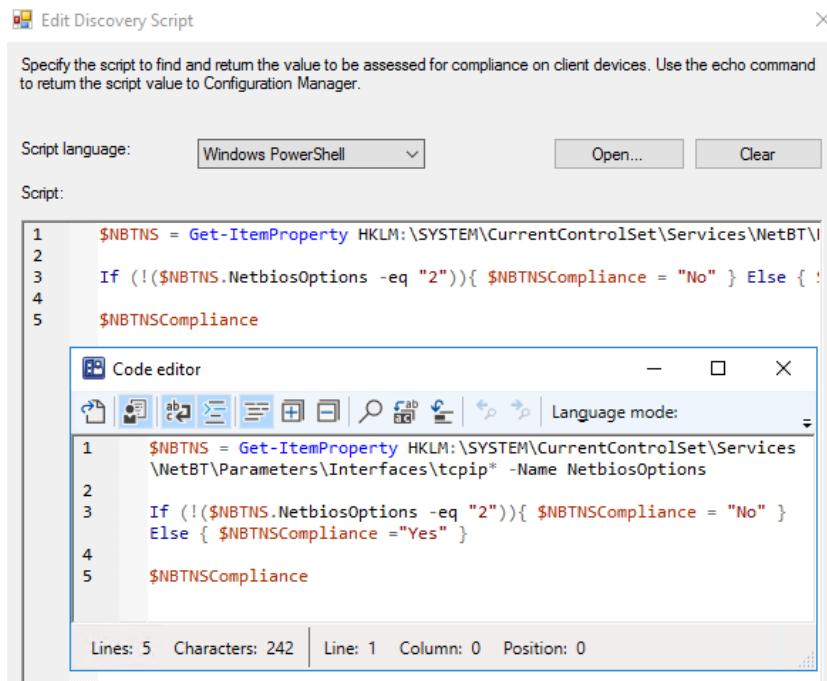 Edit Discovery Script
Specify the script to find and return the value to be assessed for compliance on client devices. Use the echo command
to return the script value to Configuration Manager.
Script language:
Windows PowerShell
Open...
Clear
Script:
1 $NBTNS = Get-ItemProperty HKLM:\SYSTEM\CurrentControlSet\Services\NetBT\
2
3 If (!($NBTNS.NetbiosOptions -eq "2")){ $NBTNSCompliance = "No" } Else {
4
5 $NBTNSCompliance
Code editor
Language mode:
1 $NBTNS = Get-ItemProperty HKLM:\SYSTEM\CurrentControlSet\Services
\NetBT\Parameters\Interfaces\tcpip* -Name NetbiosOptions
2
3 If (!($NBTNS.NetbiosOptions -eq "2")){ $NBTNSCompliance = "No" }
Else { $NBTNSCompliance ="Yes" }
4
5 $NBTNSCompliance
Lines: 5 Characters: 242 Line: 1 Column: 0 Position: 0